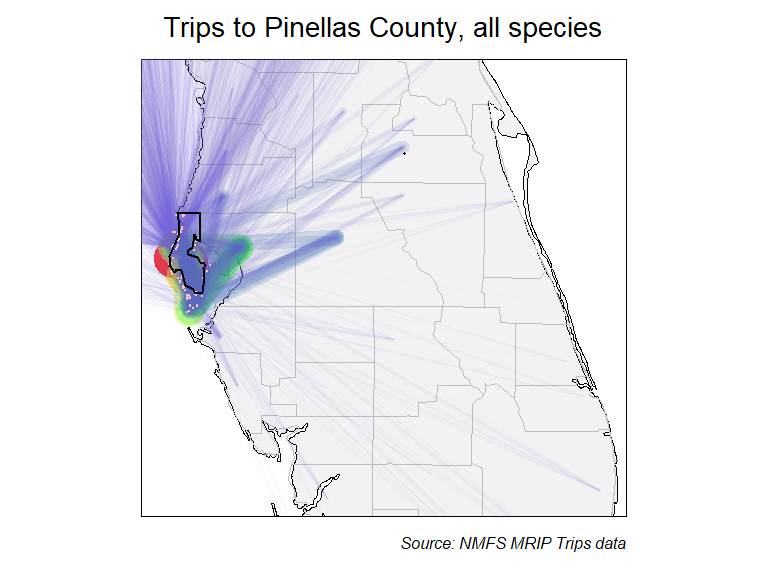 Trips to Pinellas County, all species
Source: NMFS MRIP Trips data